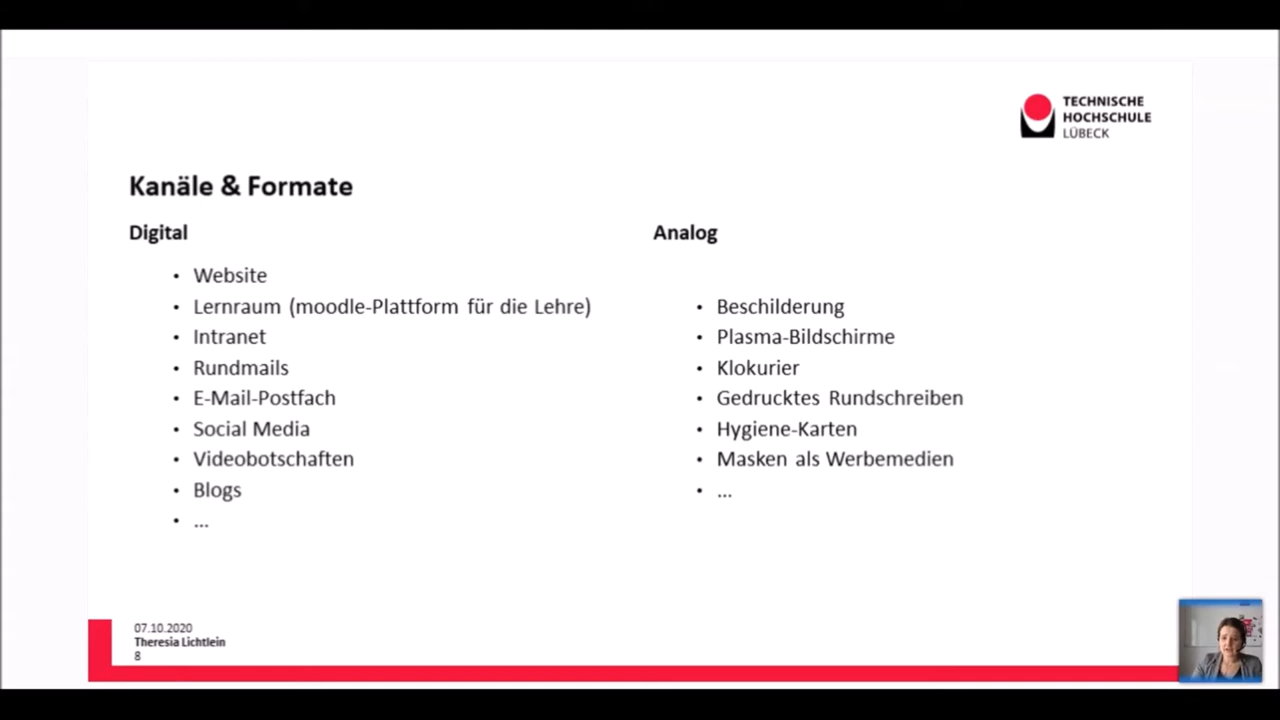 TECHNISCHE
HOCHSCHULE
LÜBECK
Kanäle & Formate
Digital
• Website
• Lernraum (moodle-Plattform für die Lehre)
• Intranet
• Rundmails
• E-Mail-Postfach
• Social Media
• Videobotschaften
• Blogs
• ...
Analog
• Beschilderung
• Plasma-Bildschirme
• Klokurier
• Gedrucktes Rundschreiben
• Hygiene-Karten
• Masken als Werbemedien
• ...
07.10.2020
Theresia Lichtlein
8